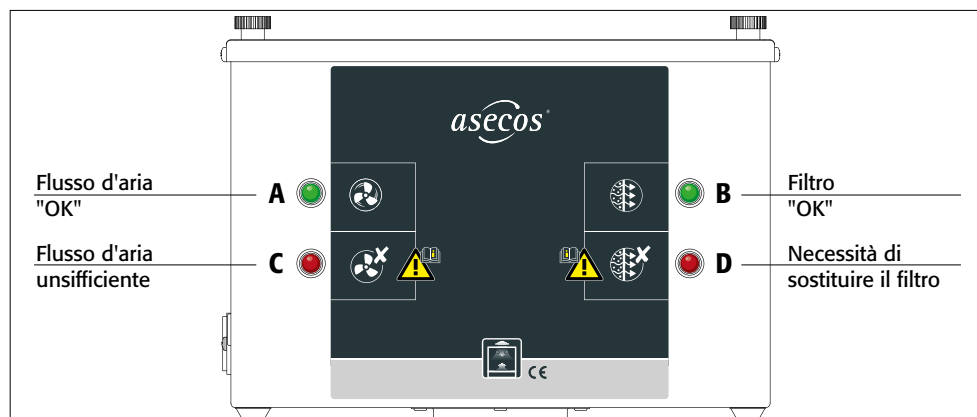 asecos
Flusso d'aria
"OK"
A
B
Filtro
"OK"
Flusso d'aria
unsifficiente
C
D
Necessità di
sostituire il filtro
CE